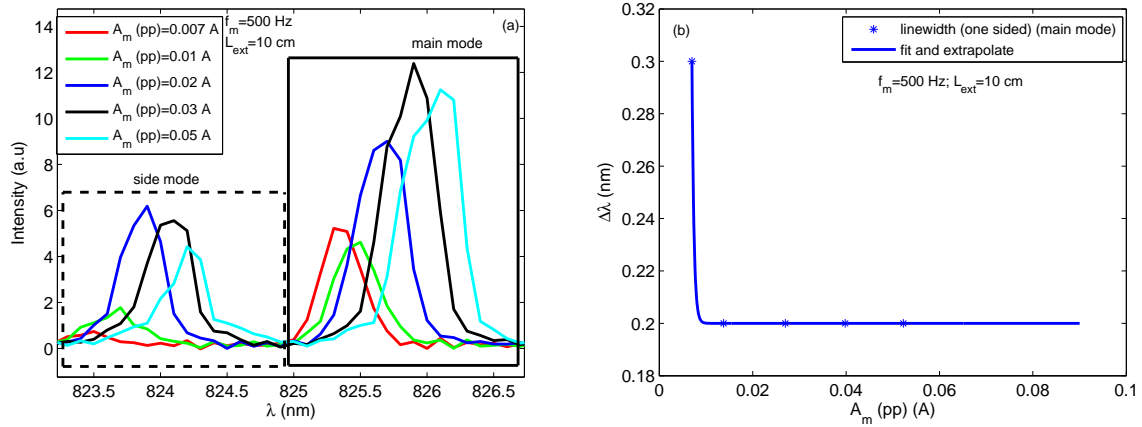 (a)
f_m=500 Hz
L_ext=10 cm
A_m (pp)=0.007 A
A_m (pp)=0.01 A
A_m (pp)=0.02 A
A_m (pp)=0.03 A
A_m (pp)=0.05 A
main mode
side mode
14
12
10
8
6
4
2
0
Intensity (a.u)
823.5 824 824.5 825 825.5 826 826.5
λ (nm)
(b)
linewidth (one sided) (main mode)
fit and extrapolate
f_m=500 Hz; L_ext=10 cm
0.32
0.3
0.28
0.26
0.24
0.22
0.2
0.18
Δλ (nm)
0 0.02 0.04 0.06 0.08 0.1
A_m (pp) (A)